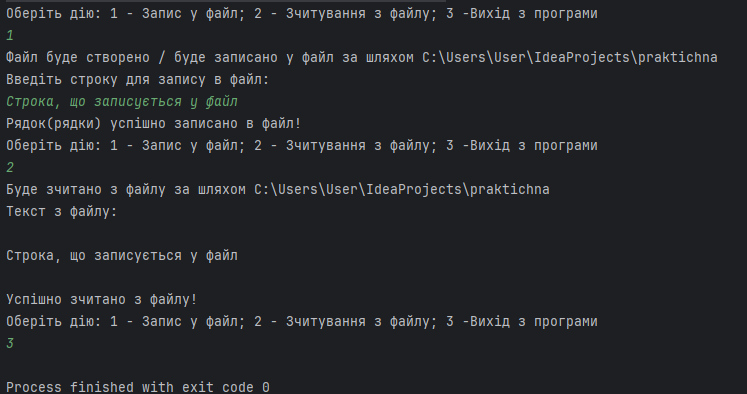 Оберіть дію: 1 - Запис у файл; 2 - Зчитування з файлу; 3 -Вихід з програми
1
Файл буде створено / буде записано у файл за шляхом C:\Users\User\IdeaProjects\praktichna
Введіть строку для запису в файл:
Строка, що записується у файл
Рядок(рядки) успішно записано в файл!
Оберіть дію: 1 - Запис у файл; 2 - Зчитування з файлу; 3 -Вихід з програми
2
Буде зчитано з файлу за шляхом C:\Users\User\IdeaProjects\praktichna
Текст з файлу:
Строка, що записується у файл
Успішно зчитано з файлу!
Оберіть дію: 1 - Запис у файл; 2 - Зчитування з файлу; 3 -Вихід з програми
3
Process finished with exit code 0